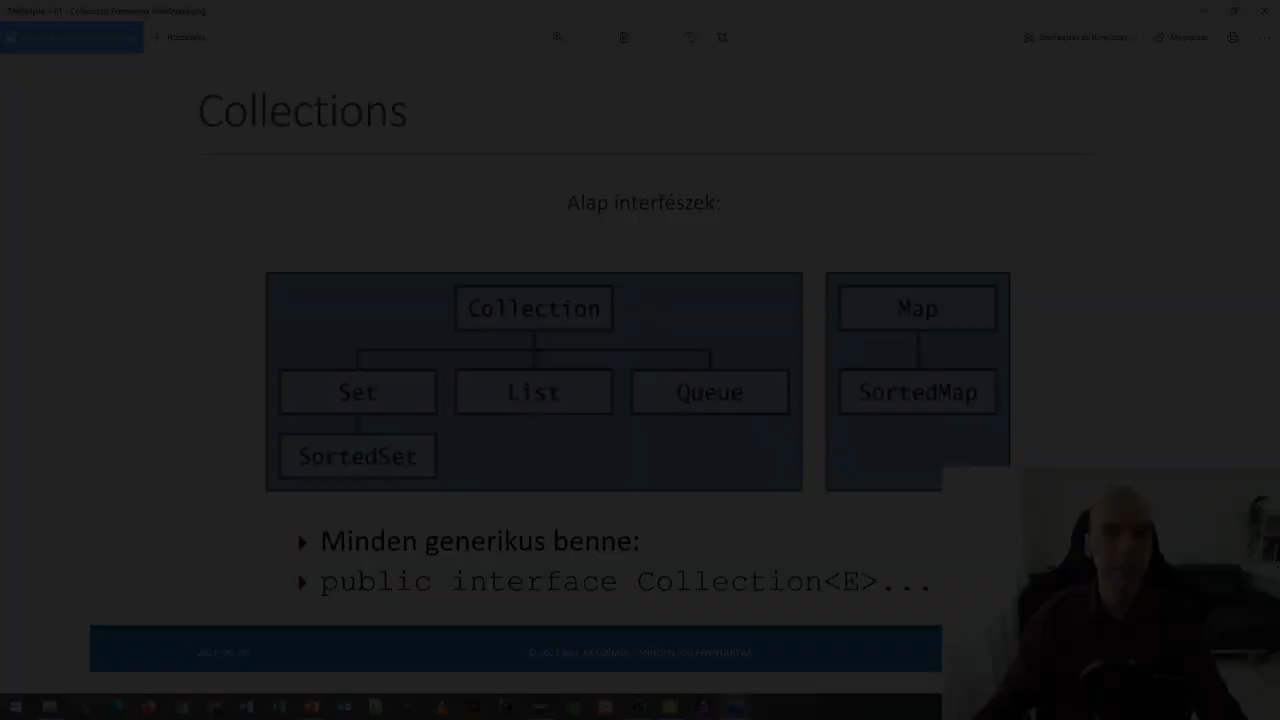 Collections
Alap interfészek:
Collection
Map
Set
List
Queue
SortedMap
SortedSet
Minden generikus benne:
public interface Collection<E>...